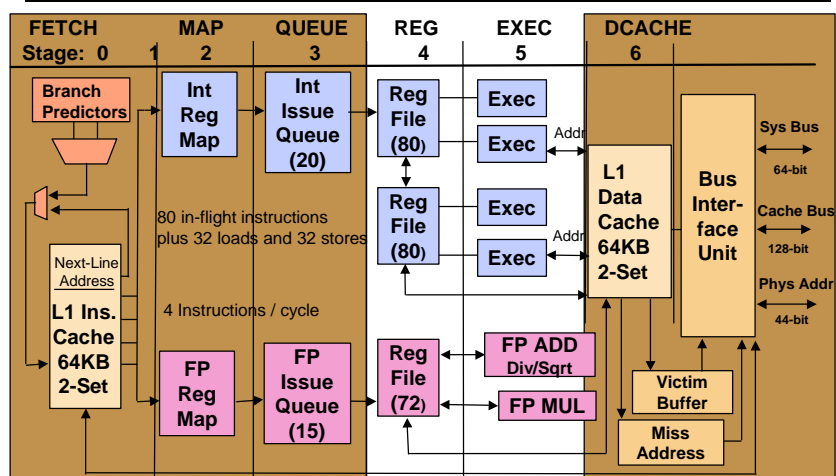 FETCH MAP QUEUE REG EXEC DCACHE
Stage: 0 1 2 3 4 5 6
Branch
Predictors
Int
Reg
Map
Int
Issue
Queue
(20)
Reg
File
(80)
Exec
Exec
Addr
80 in-flight instructions
plus 32 loads and 32 stores
Reg
File
(80)
Exec
Exec
Addr
L1
Data
Cache
64KB
2-Set
Bus
Inter-
face
Unit
Sys Bus
64-bit
Cache Bus
128-bit
Phys Addr
44-bit
Next-Line
Address
L1 Ins.
Cache
64KB
2-Set
4 Instructions / cycle
FP
Reg
Map
FP
Issue
Queue
(15)
Reg
File
(72)
FP ADD
Div/Sqrt
FP MUL
Victim
Buffer
Miss
Address